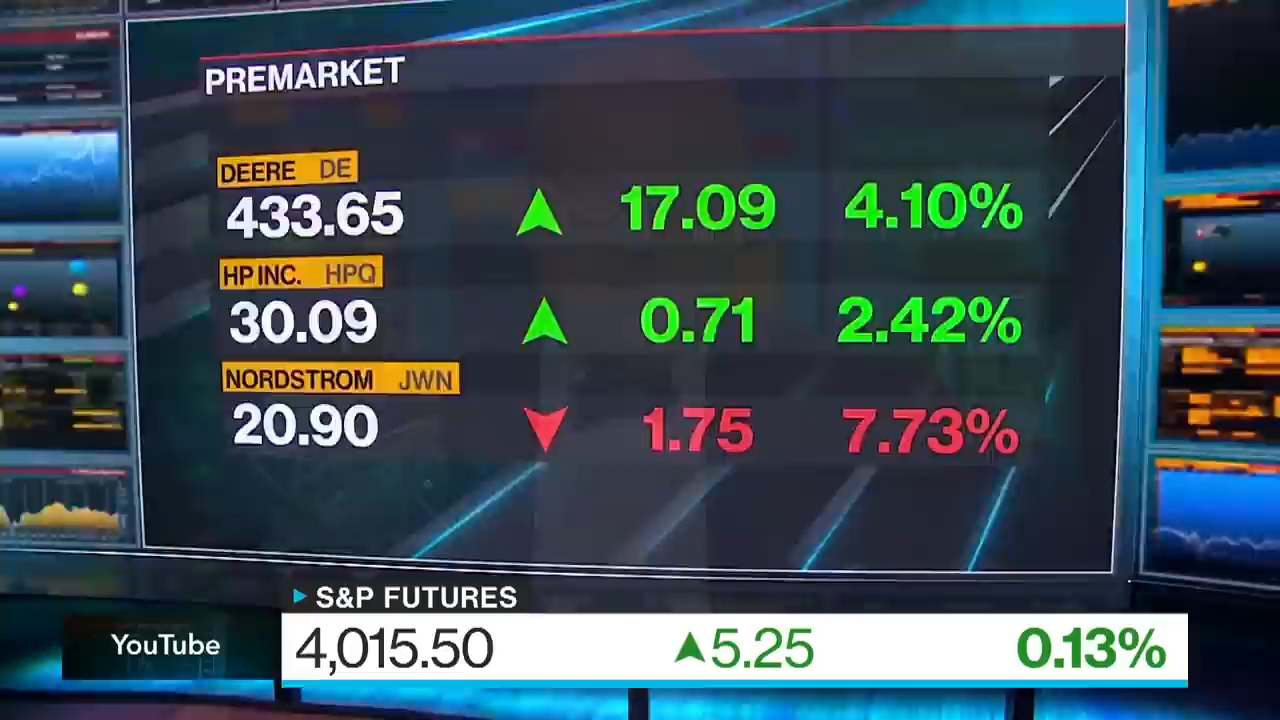 PREMARKET
DEERE DE
433.65 ▲ 17.09 4.10%
HP INC. HPQ
30.09 ▲ 0.71 2.42%
NORDSTROM JWN
20.90 ▼ 1.75 7.73%
S&P FUTURES
YouTube 4,015.50 ▲5.25 0.13%